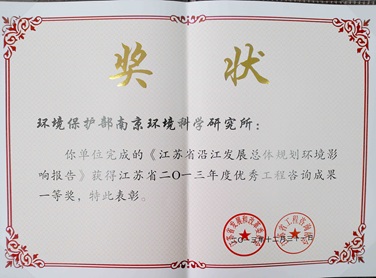 奖 状
环境保护部南京环境科学研究所：
你单位完成的《江苏省沿江发展总体规划环境影
响报告》获得江苏省二〇一三年度优秀工程咨询成果
一等奖，特此表彰。